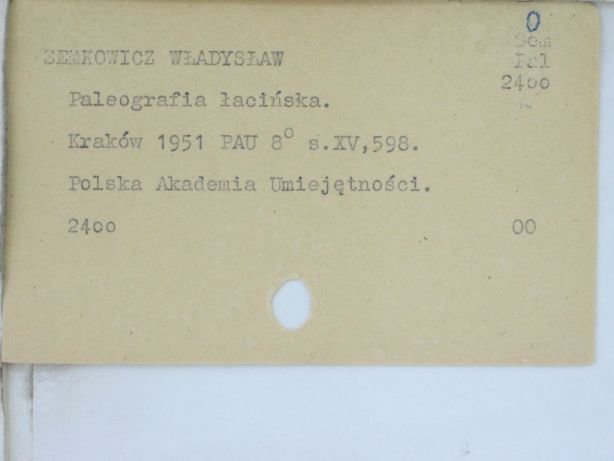 0
Sem
SEMKOWICZ WŁADYSŁAW
Pal
2400
Paleografia łacińska.
Kraków 1951 PAU 8° s.XV,598.
Polska Akademia Umiejętności.
2400 00